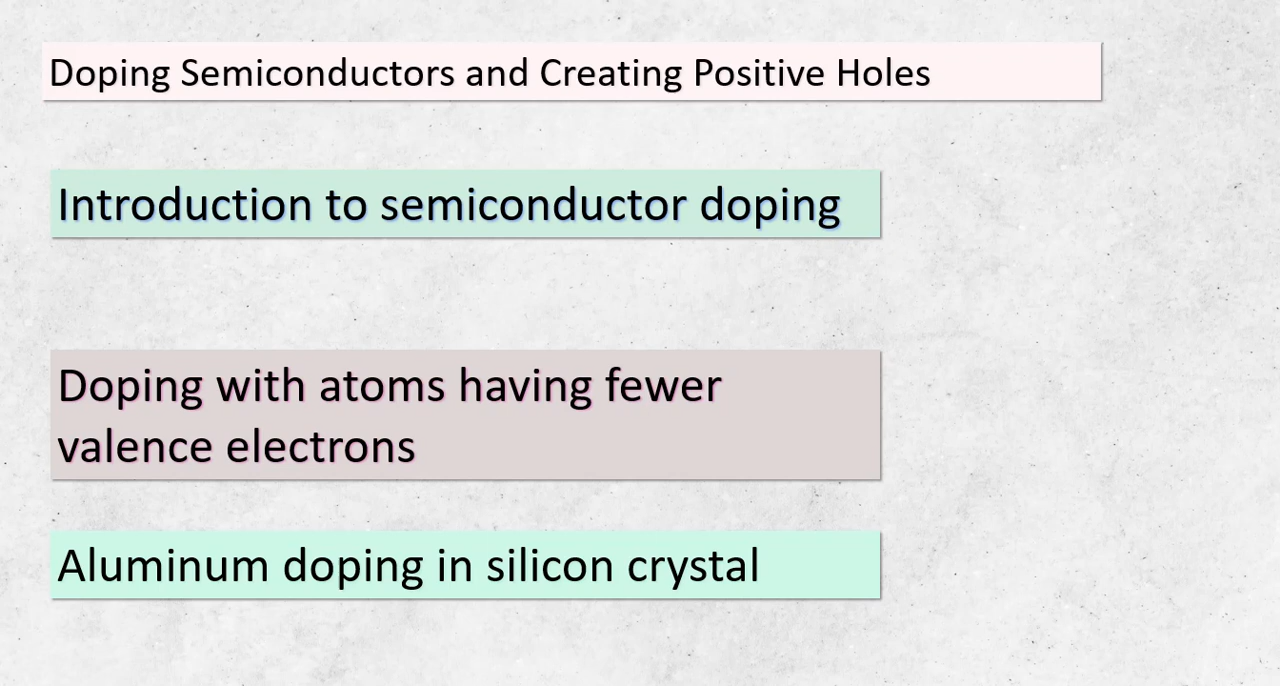 Doping Semiconductors and Creating Positive Holes
Introduction to semiconductor doping
Doping with atoms having fewer
valence electrons
Aluminum doping in silicon crystal